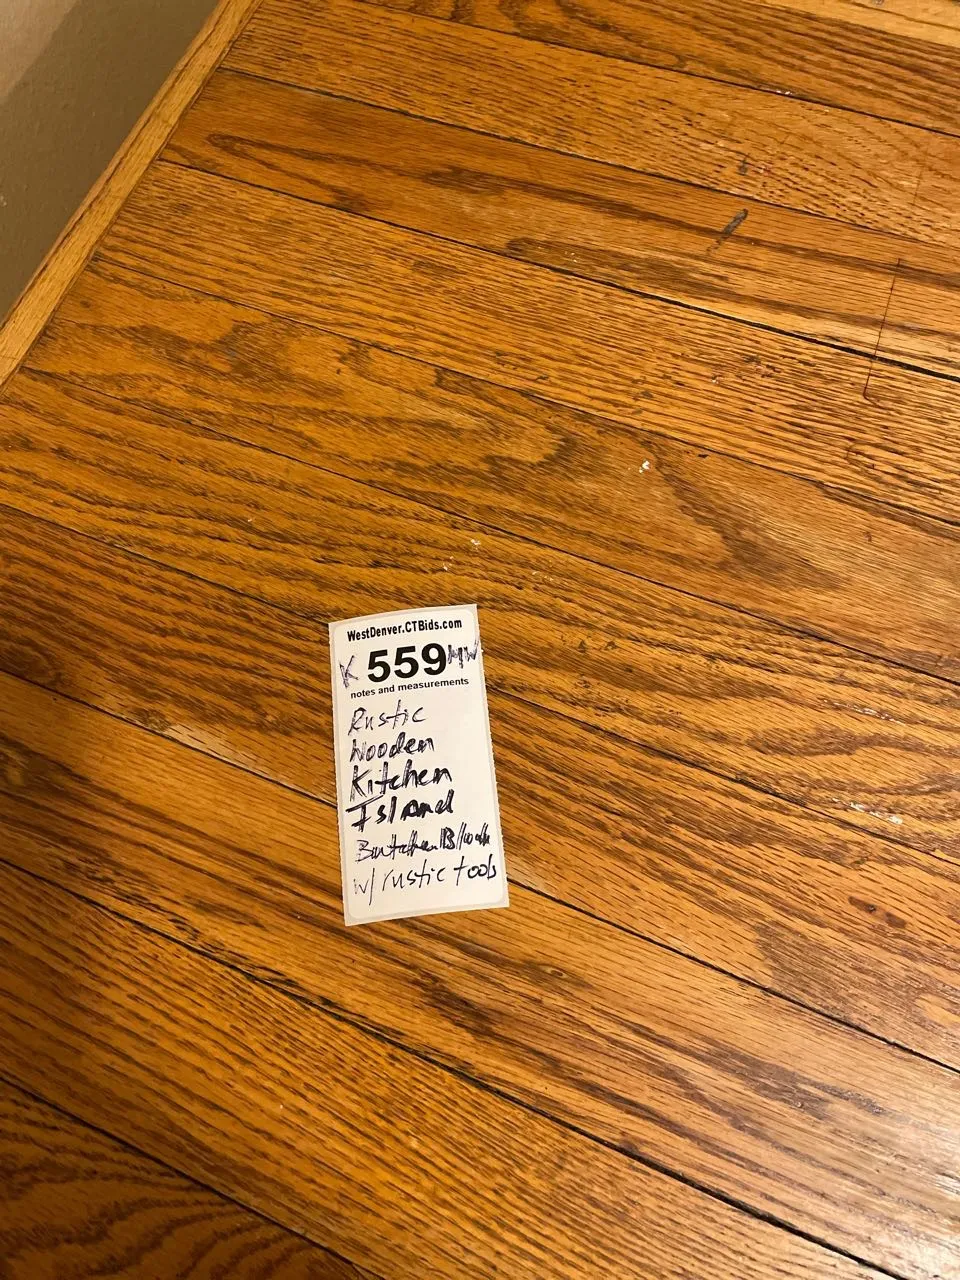 WestDenver.CTBids.com
K 559 MW
notes and measurements
Rustic
Wooden
Kitchen
Island
Butcher Block
w/ rustic tools